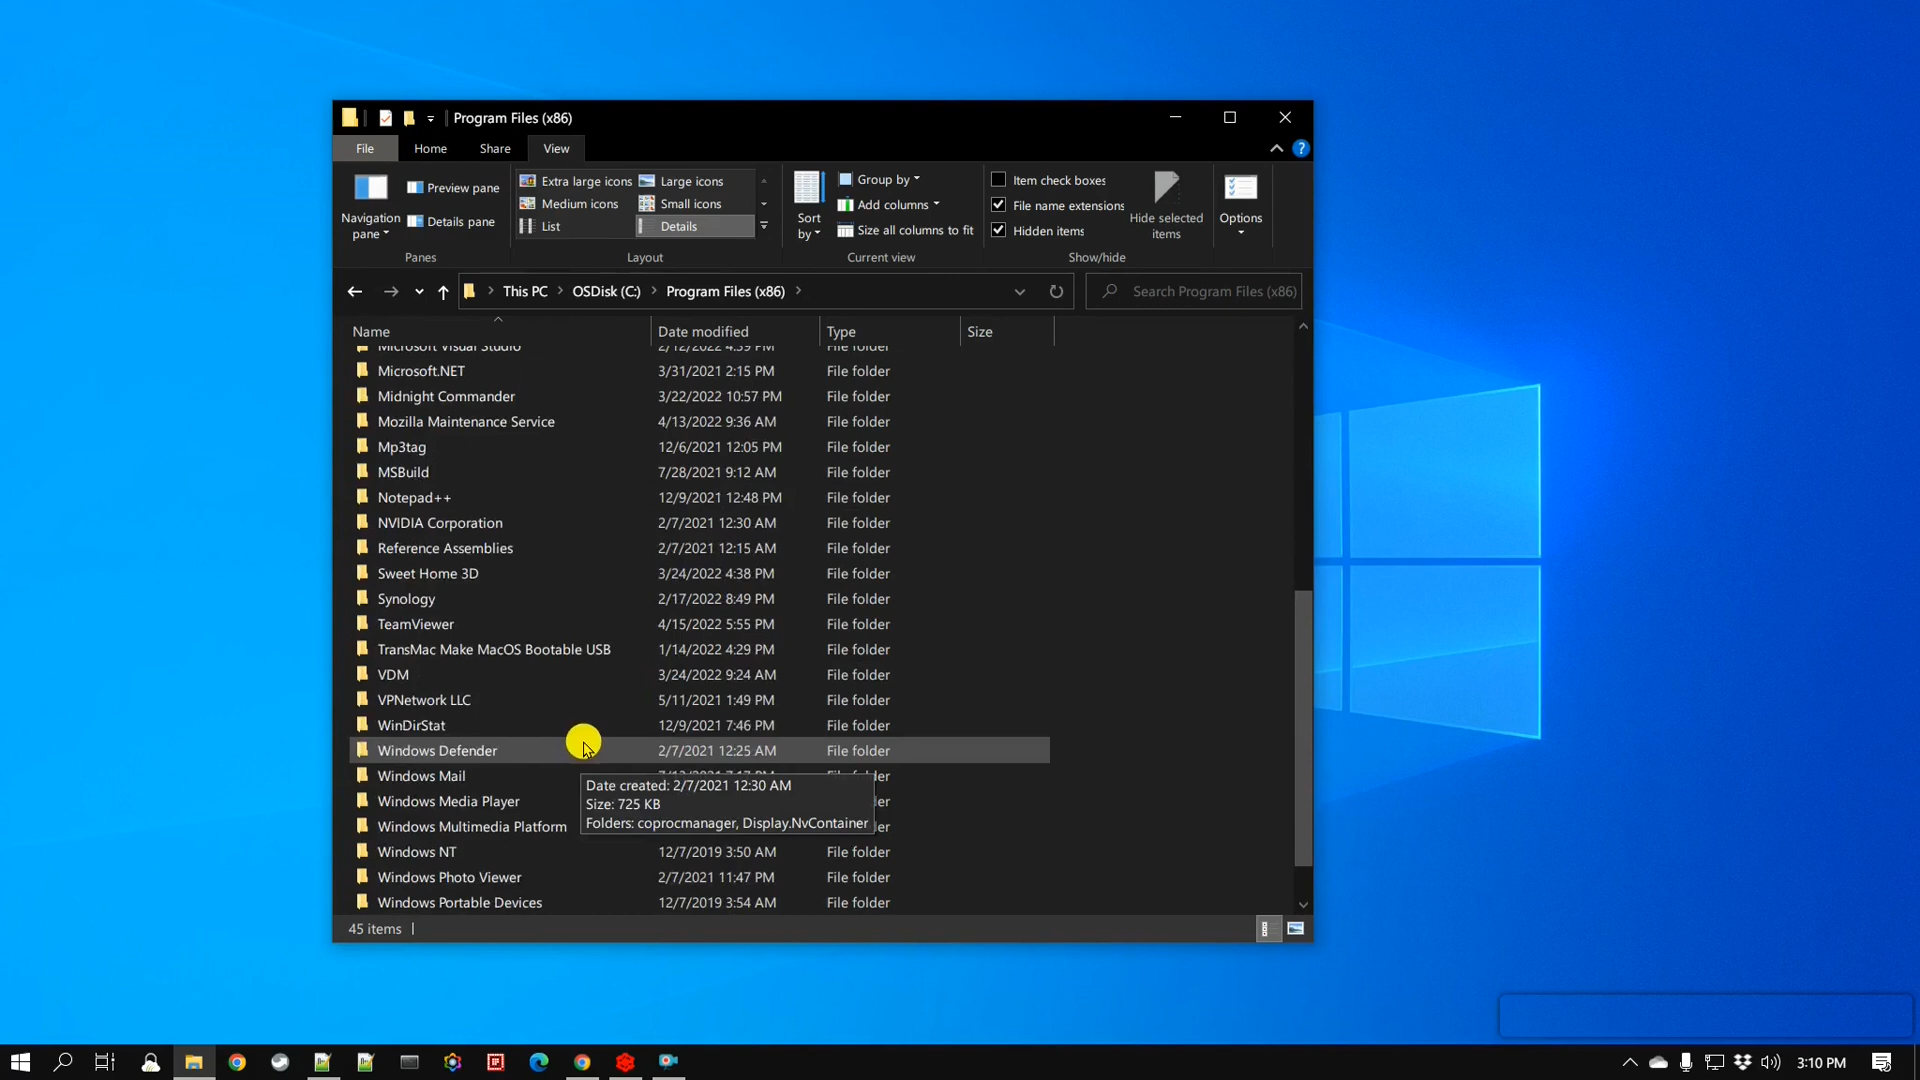 Program Files (x86)
File Home Share View
Navigation pane
Preview pane
Details pane
Panes
Extra large icons Large icons
Medium icons Small icons
List Details
Layout
Sort by
Group by
Add columns
Size all columns to fit
Current view
Item check boxes
File name extensions
Hidden items
Hide selected items
Show/hide
Options
This PC OSDisk (C:) Program Files (x86)
Search Program Files (x86)
Name Date modified Type Size
Microsoft Visual Studio 2/12/2022 4:39 PM File folder
Microsoft.NET 3/31/2021 2:15 PM File folder
Midnight Commander 3/22/2022 10:57 PM File folder
Mozilla Maintenance Service 4/13/2022 9:36 AM File folder
Mp3tag 12/6/2021 12:05 PM File folder
MSBuild 7/28/2021 9:12 AM File folder
Notepad++ 12/9/2021 12:48 PM File folder
NVIDIA Corporation 2/7/2021 12:30 AM File folder
Reference Assemblies 2/7/2021 12:15 AM File folder
Sweet Home 3D 3/24/2022 4:38 PM File folder
Synology 2/17/2022 8:49 PM File folder
TeamViewer 4/15/2022 5:55 PM File folder
TransMac Make MacOS Bootable USB 1/14/2022 4:29 PM File folder
VDM 3/24/2022 9:24 AM File folder
VPNetwork LLC 5/11/2021 1:49 PM File folder
WinDirStat 12/9/2021 7:46 PM File folder
Windows Defender 2/7/2021 12:25 AM File folder
Windows Mail
Windows Media Player
Windows Multimedia Platform
Date created: 2/7/2021 12:30 AM
Size: 725 KB
Folders: coprocmanager, Display.NvContainer
Windows NT 12/7/2019 3:50 AM File folder
Windows Photo Viewer 2/7/2021 11:47 PM File folder
Windows Portable Devices 12/7/2019 3:54 AM File folder
45 items
3:10 PM